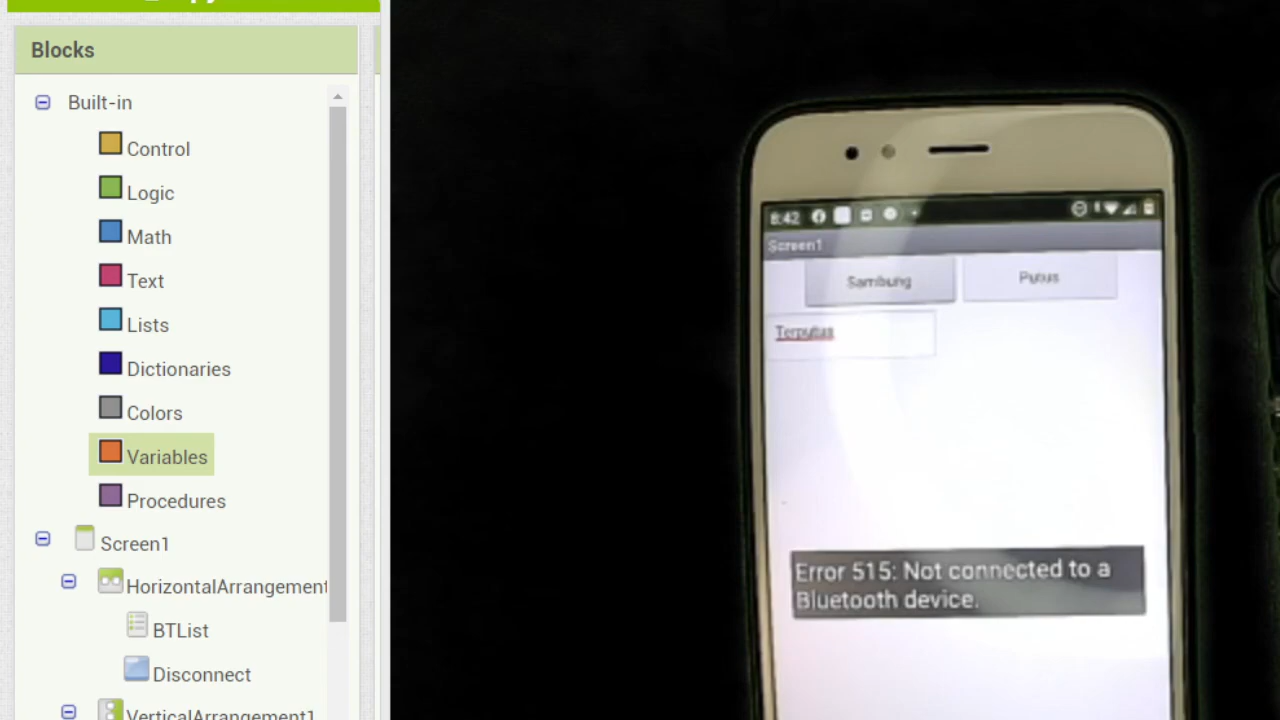 Blocks
Built-in
Control
Logic
Math
Text
Lists
Dictionaries
Colors
Variables
Procedures
Screen1
HorizontalArrangement
BTList
Disconnect
VerticalArrangement1
8:42
Screen1
Sambung
Putus
Terputus
Error 515: Not connected to a
Bluetooth device.